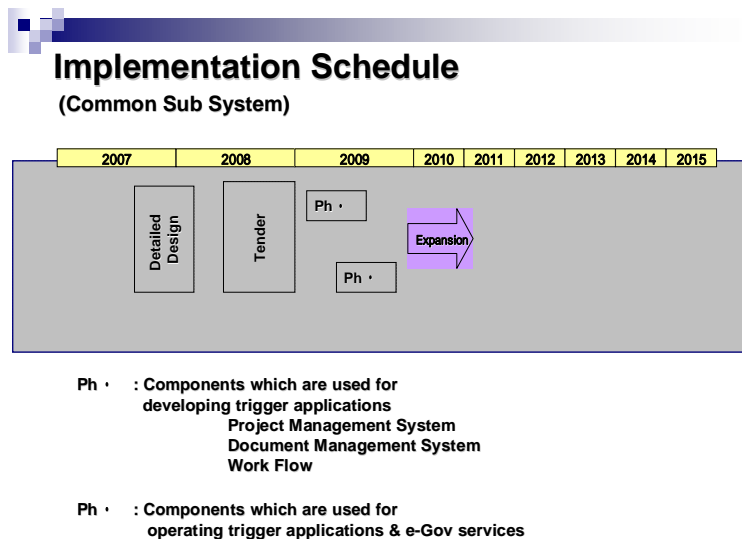 Implementation Schedule
(Common Sub System)
2007 2008 2009 2010 2011 2012 2013 2014 2015
Detailed
Design
Tender
Ph・
Expansion
Ph・
Ph・ : Components which are used for
developing trigger applications
Project Management System
Document Management System
Work Flow
Ph・ : Components which are used for
operating trigger applications & e-Gov services